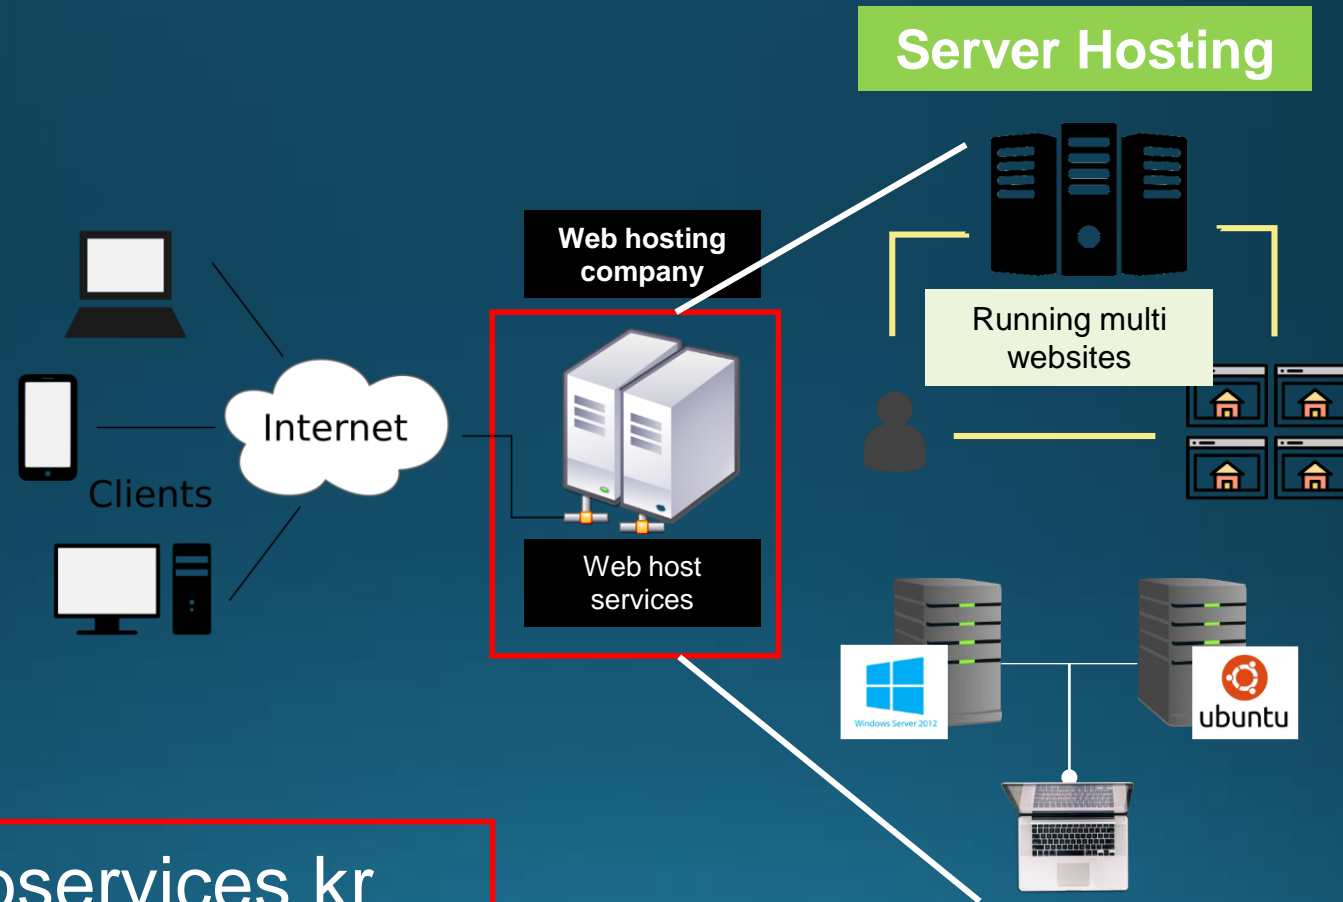 Server Hosting
Web hosting
company
Running multi
websites
Internet
Clients
Web host
services
Windows Server 2012
ubuntu